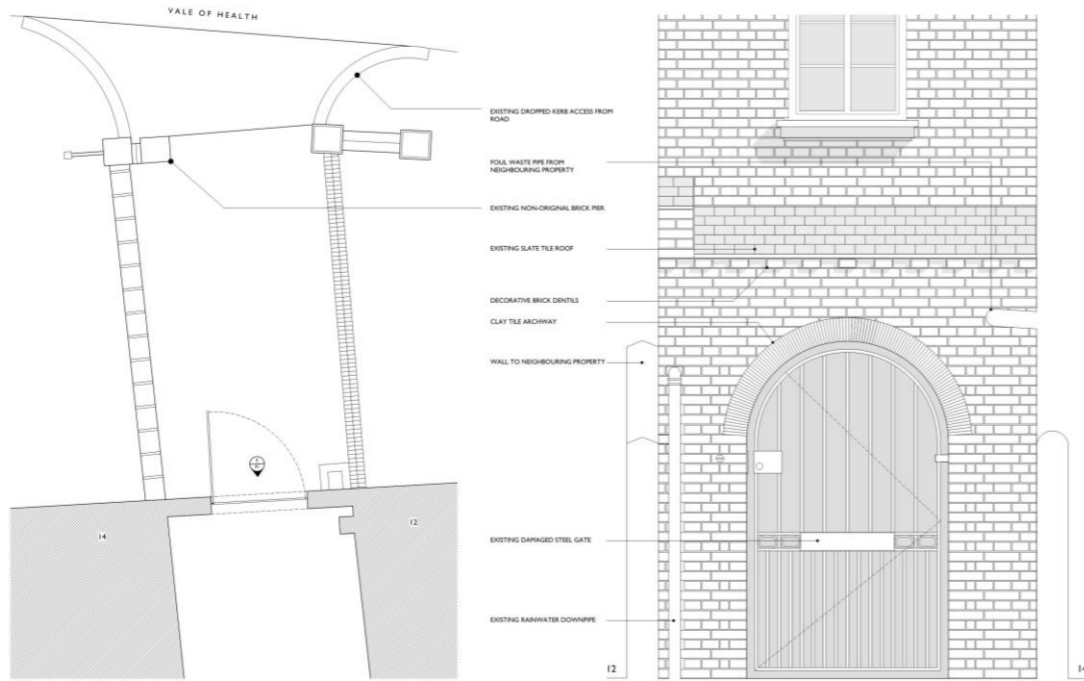 VALE OF HEALTH
EXISTING DROPPED KERB ACCESS FROM
ROAD
FOUL WASTE PIPE FROM
NEIGHBOURING PROPERTY
EXISTING NON-ORIGINAL BRICK PIER
EXISTING SLATE TILE ROOF
DECORATIVE BRICK DENTILS
CLAY TILE ARCHWAY
WALL TO NEIGHBOURING PROPERTY
EXISTING DAMAGED STEEL GATE
EXISTING RAINWATER DOWNPIPE
14
12
12
14